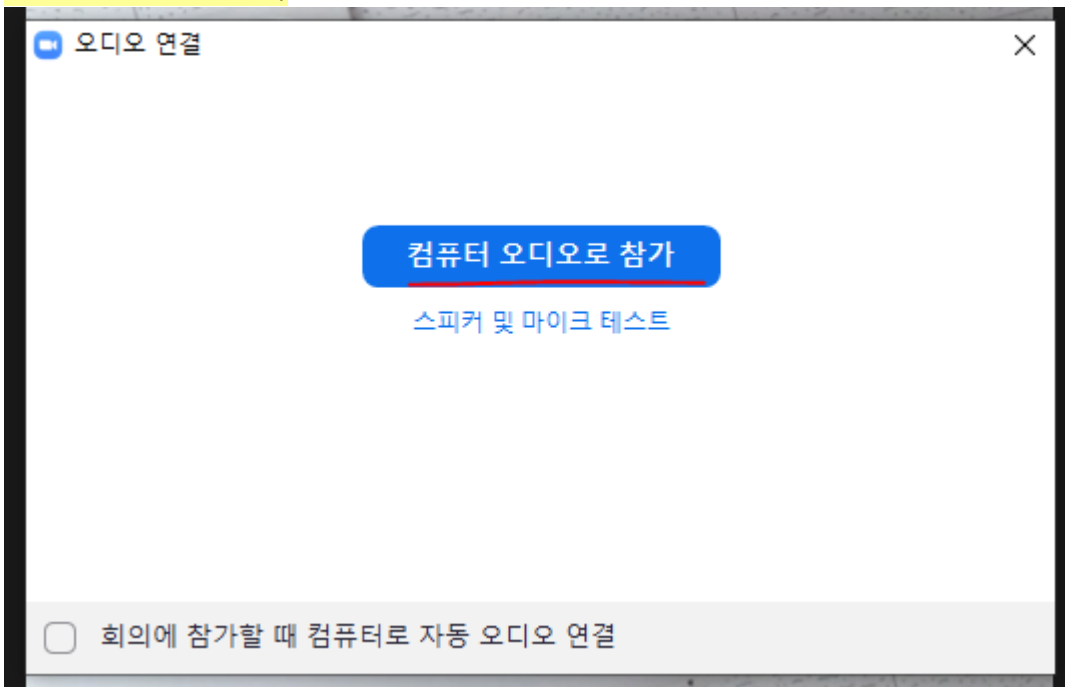 오디오 연결
컴퓨터 오디오로 참가
스피커 및 마이크 테스트
회의에 참가할 때 컴퓨터로 자동 오디오 연결